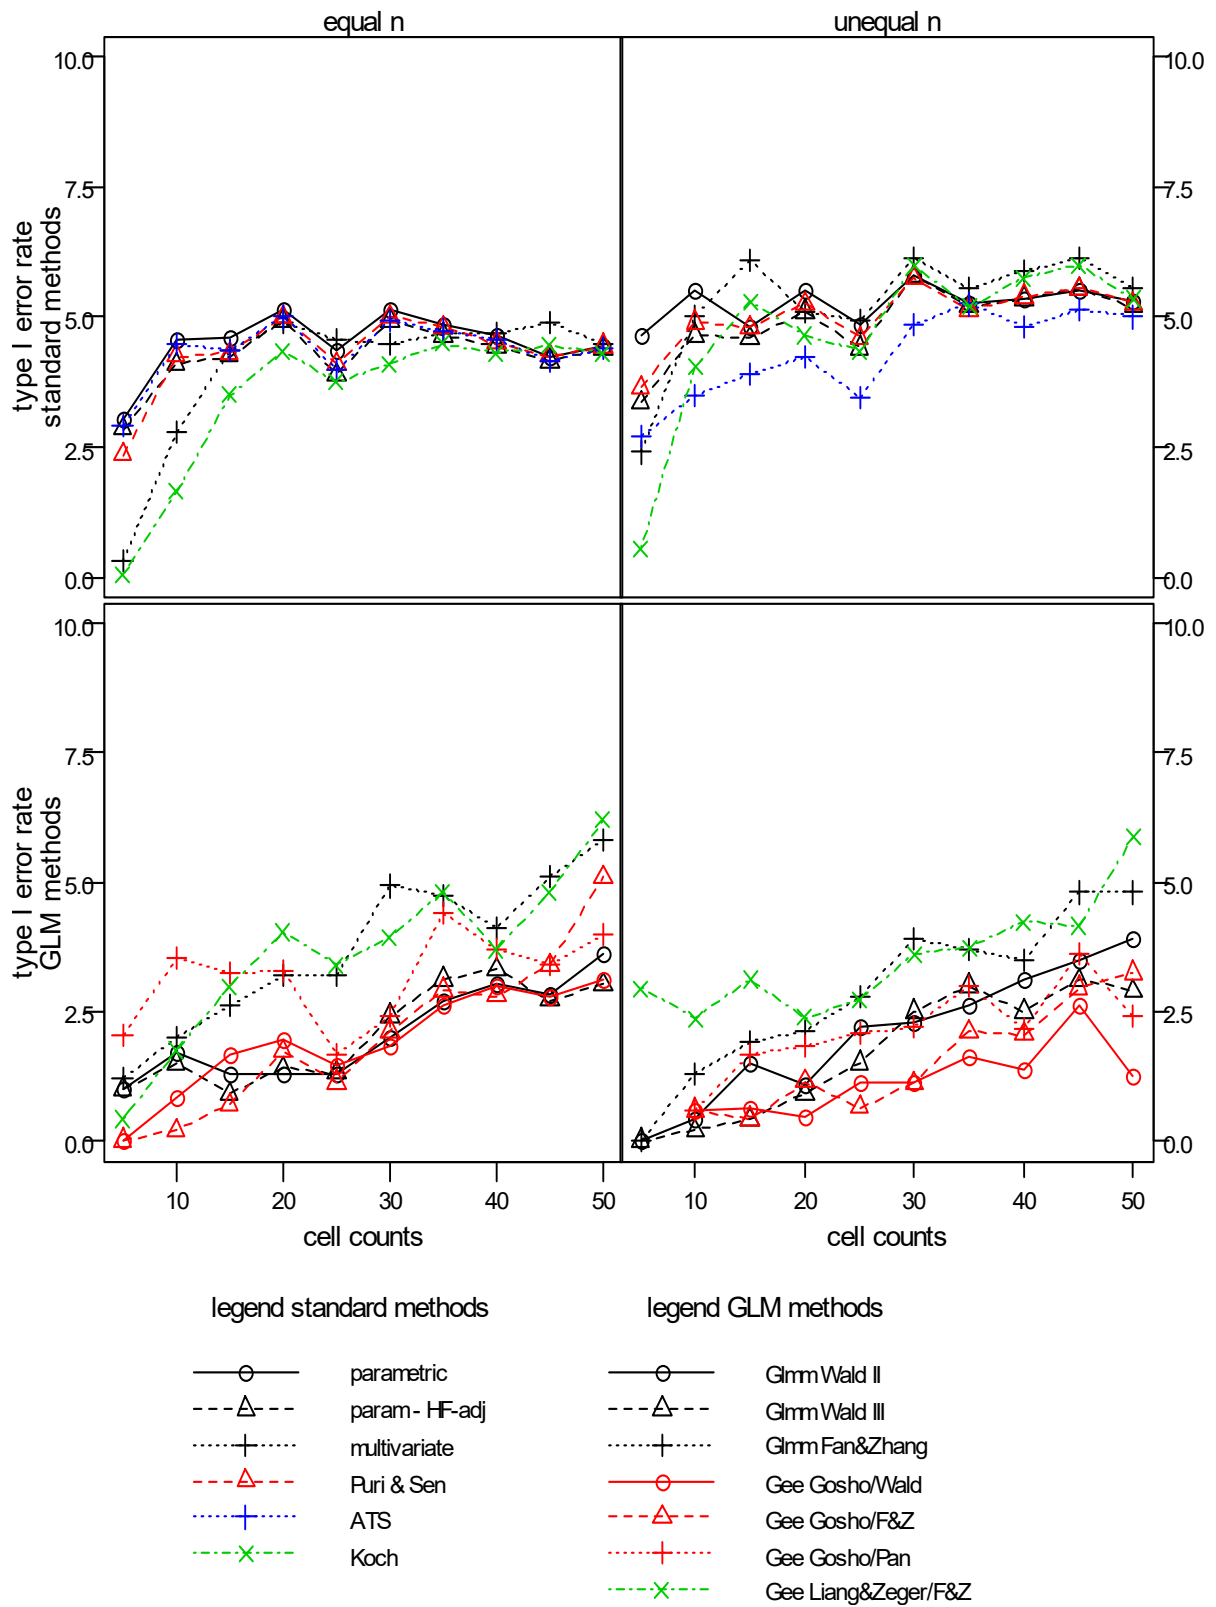 equal n
unequal n
10.0
7.5
5.0
2.5
0.0
type I error rate
standard methods
10.0
7.5
5.0
2.5
0.0
10.0
7.5
5.0
2.5
0.0
type I error rate
GLM methods
10.0
7.5
5.0
2.5
0.0
10 20 30 40 50
10 20 30 40 50
cell counts
cell counts
legend standard methods
parametric
param - HF-adj
multivariate
Puri & Sen
ATS
Koch
legend GLM methods
Glmm Wald II
Glmm Wald III
Glmm Fan&Zhang
Gee Gosho/Wald
Gee Gosho/F&Z
Gee Gosho/Pan
Gee Liang&Zeger/F&Z